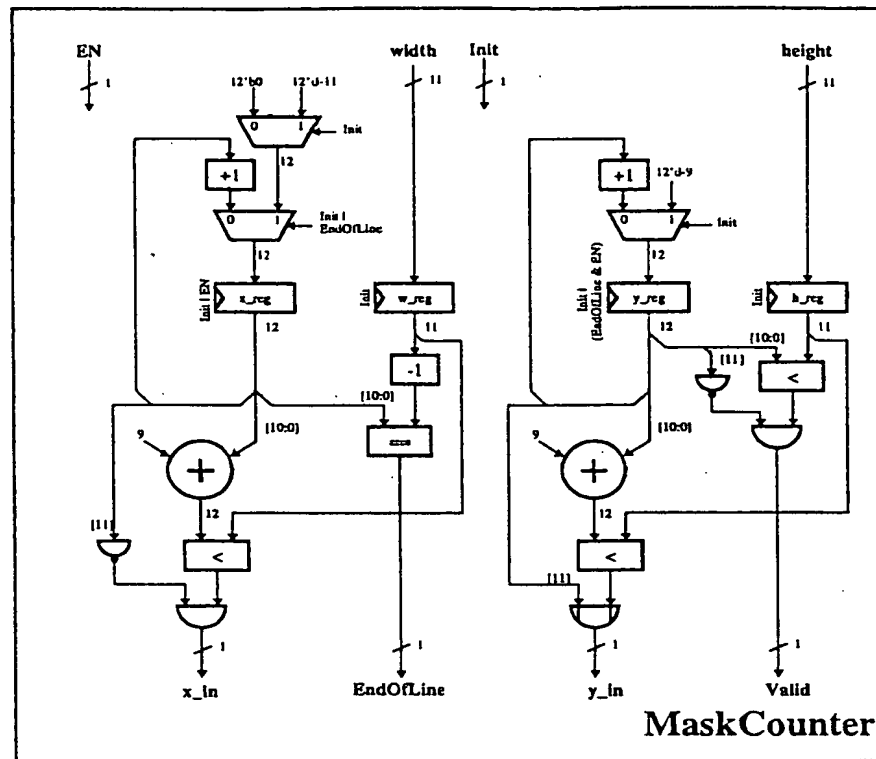 EN width Init height
1 11 1 11
12'b0 12'd-11
0 1 Init
12
+1 +1 12'd-9
0 1 Init | EndOfLine 0 1 Init
12 12
Init | EN x_reg Init w_reg Init | (EndOfLine & EN) y_reg Init h_reg
12 11 12 11
[10:0]
[11]
-1 <
[10:0]
9 [10:0] 9 [10:0]
+ +
12 12
[11]
< <
[11]
1 1 1 1
x_in EndOfLine y_in Valid
MaskCounter